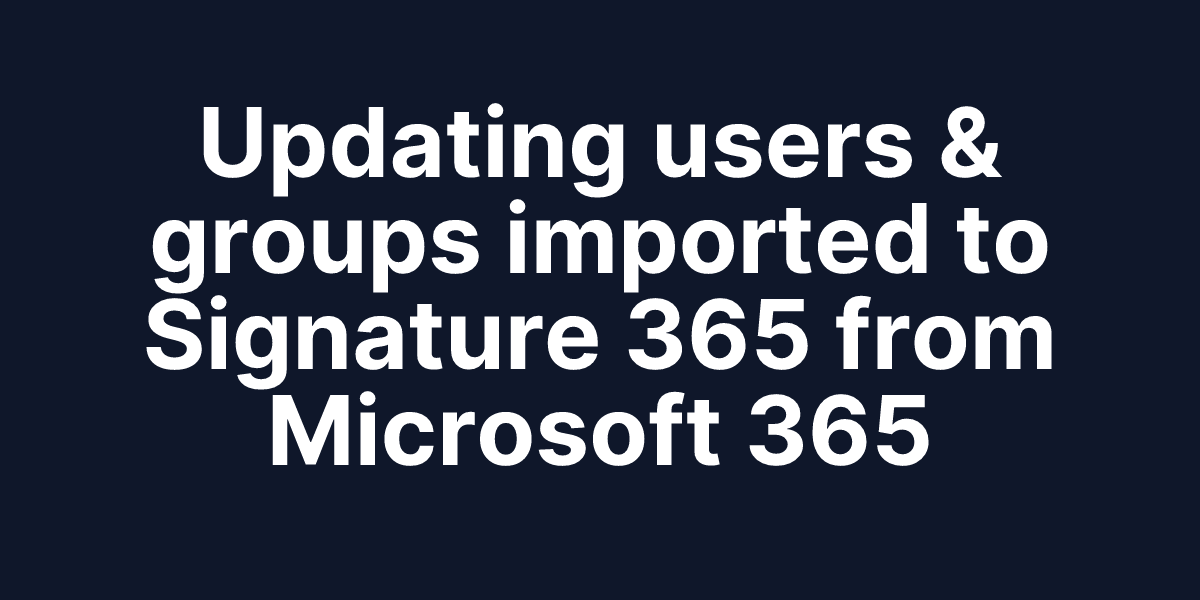 Updating users &
groups imported to
Signature 365 from
Microsoft 365